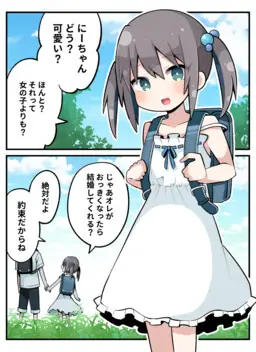 にーちゃん
どう？
可愛い？
ほんと？
それって
女の子よりも？
じゃあオレが
おっきくなったら
結婚してくれる？
絶対だよ
約束だからね